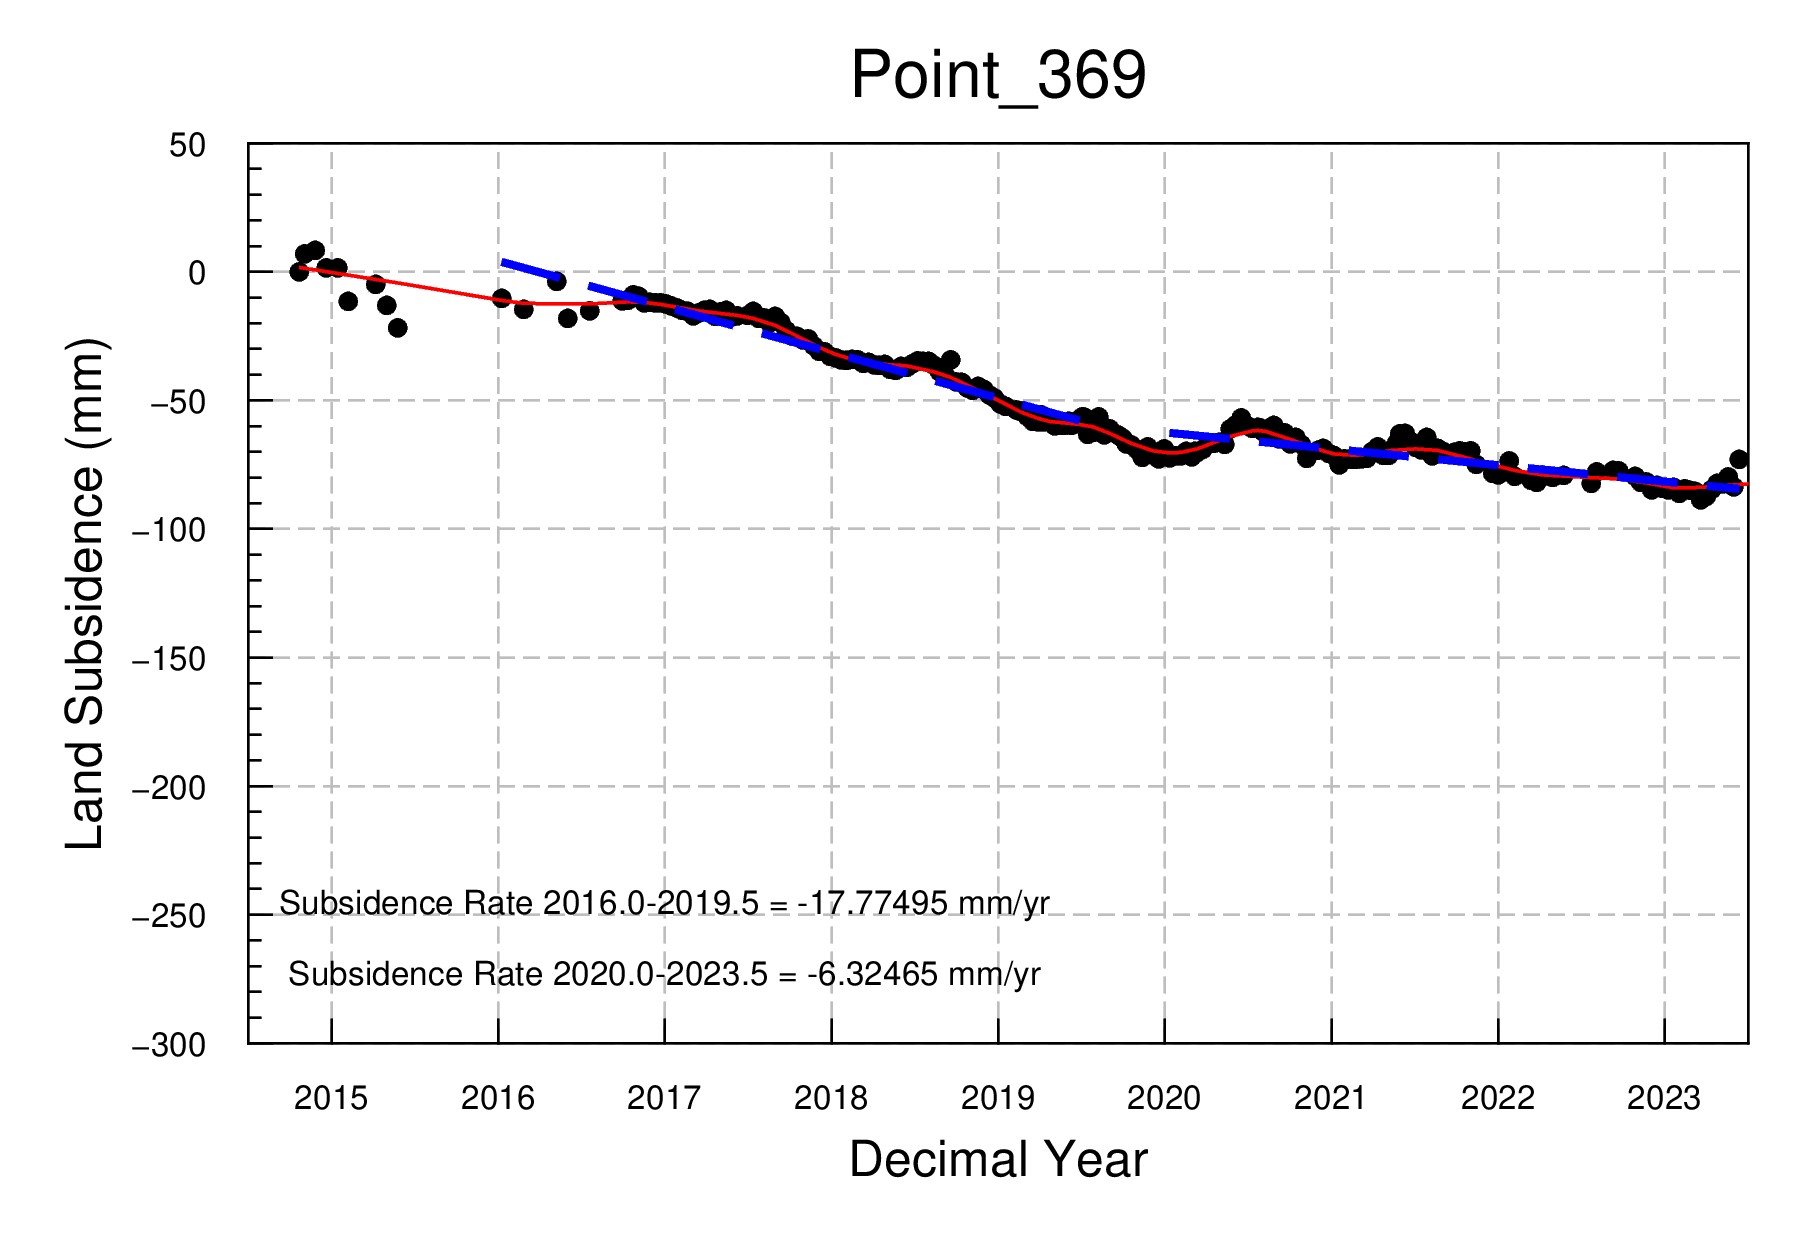 Point_369
50
0
−50
−100
−150
−200
−250
−300
Land Subsidence (mm)
Subsidence Rate 2016.0-2019.5 = -17.77495 mm/yr
Subsidence Rate 2020.0-2023.5 = -6.32465 mm/yr
2015 2016 2017 2018 2019 2020 2021 2022 2023
Decimal Year